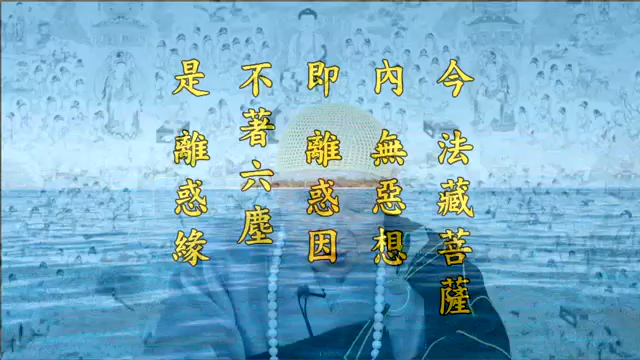 今 法藏菩薩
內 無惡想
即 離惑因
不著六塵
是 離惑緣